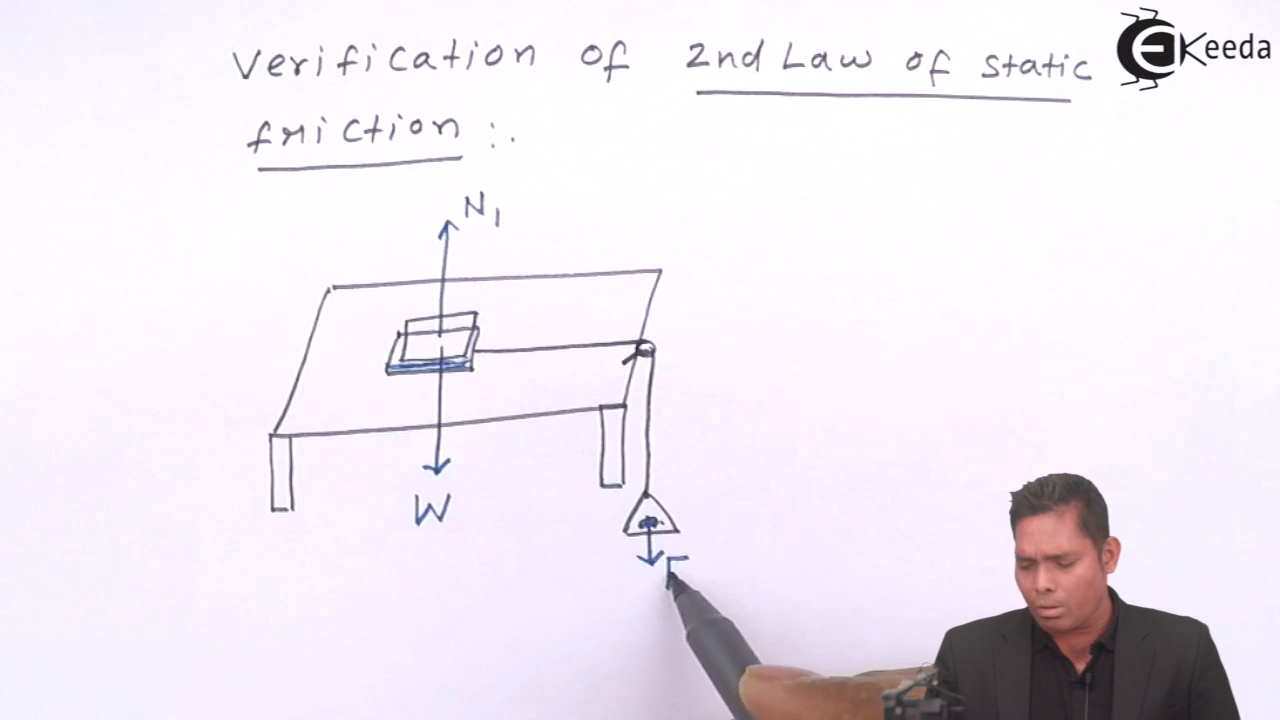 Verification of 2nd Law of static
friction :.
Keeda
N1
W
F